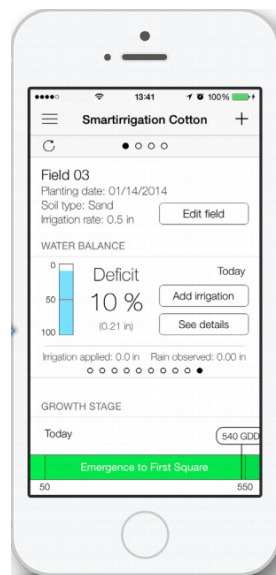 13:41
100%
Smartirrigation Cotton
Field 03
Planting date: 01/14/2014
Soil type: Sand
Irrigation rate: 0.5 in
Edit field
WATER BALANCE
0
50
100
Deficit
10 %
(0.21 in)
Today
Add irrigation
See details
Irrigation applied: 0.0 in Rain observed: 0.00 in
GROWTH STAGE
Today
540 GDD
Emergence to First Square
50
550